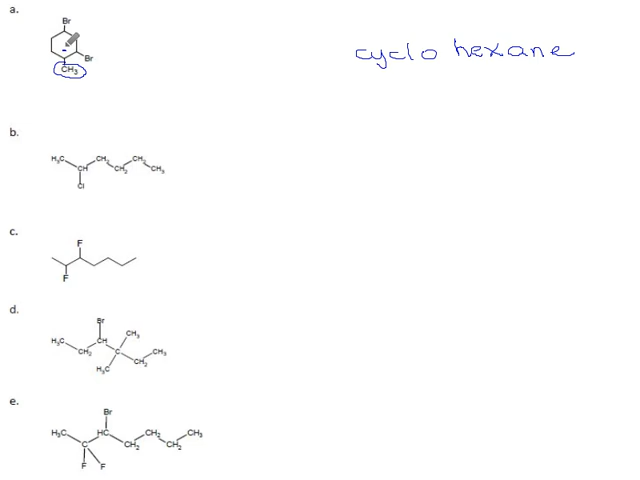 a.
Br
cyclo hexane
Br
CH3
b.
H3C CH2 CH2
CH CH2 CH3
Cl
c.
F
F
d.
Br
CH3
H3C CH
C CH3
CH2
CH2
H3C
e.
Br
H3C HC CH2 CH3
C CH2 CH2
F F